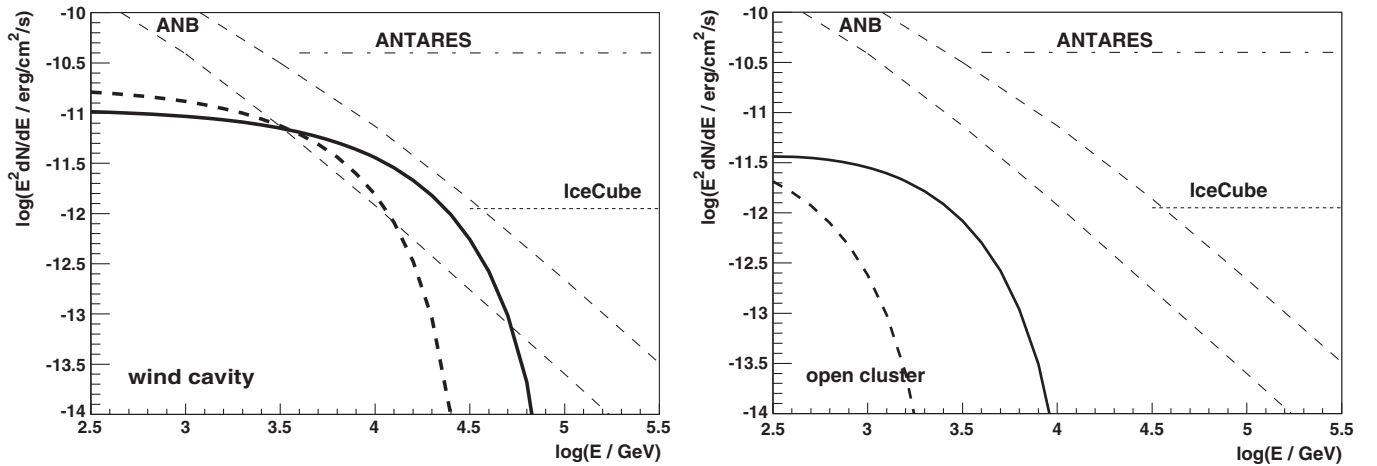 log(E²dN/dE / erg/cm²/s)
-10
-10.5
-11
-11.5
-12
-12.5
-13
-13.5
-14
ANB
ANTARES
IceCube
wind cavity
2.5 3 3.5 4 4.5 5 5.5
log(E / GeV)
log(E²dN/dE / erg/cm²/s)
-10
-10.5
-11
-11.5
-12
-12.5
-13
-13.5
-14
ANB
ANTARES
IceCube
open cluster
2.5 3 3.5 4 4.5 5 5.5
log(E / GeV)